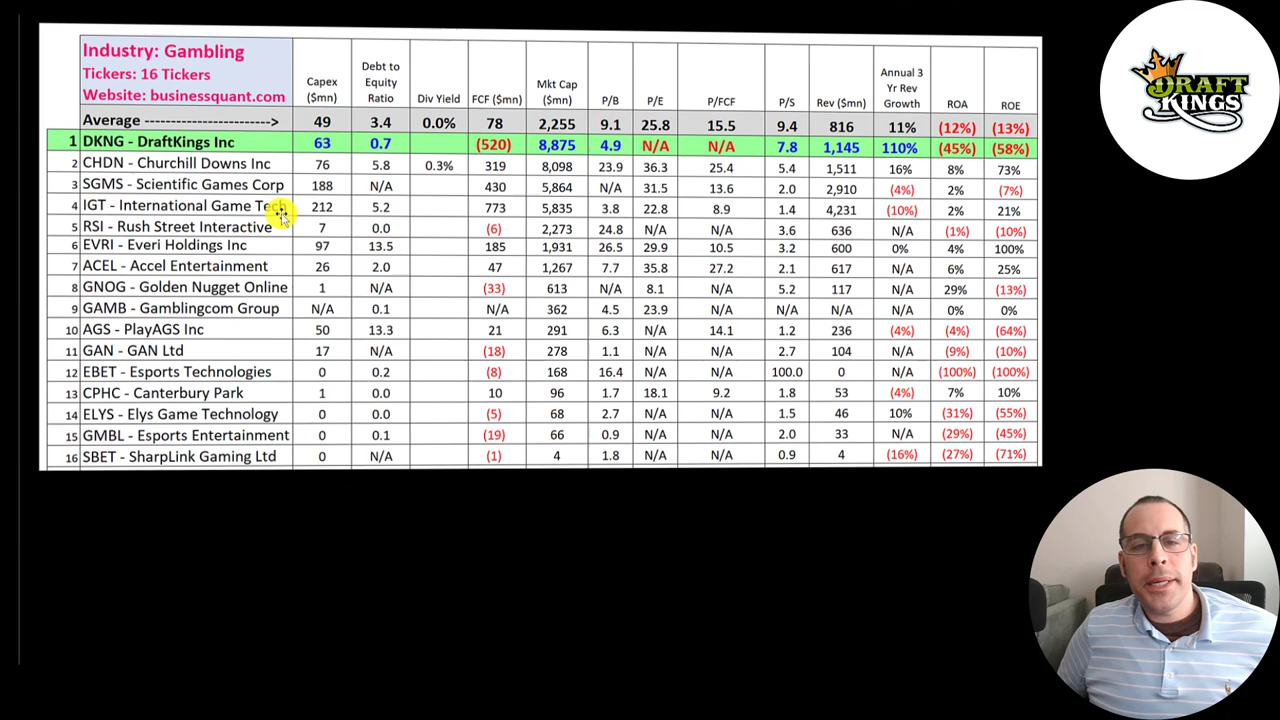 Industry: Gambling
Tickers: 16 Tickers
Website: businessquant.com
Capex ($mn) Debt to Equity Ratio Div Yield FCF ($mn) Mkt Cap ($mn) P/B P/E P/FCF P/S Rev ($mn) Annual 3 Yr Rev Growth ROA ROE
Average ----------------------------> 49 3.4 0.0% 78 2,255 9.1 25.8 15.5 9.4 816 11% (12%) (13%)
1 DKNG - DraftKings Inc 63 0.7 (520) 8,875 4.9 N/A N/A 7.8 1,145 110% (45%) (58%)
2 CHDN - Churchill Downs Inc 76 5.8 0.3% 319 8,098 23.9 36.3 25.4 5.4 1,511 16% 8% 73%
3 SGMS - Scientific Games Corp 188 N/A 430 5,864 N/A 31.5 13.6 2.0 2,910 (4%) 2% (7%)
4 IGT - International Game Tech 212 5.2 773 5,835 3.8 22.8 8.9 1.4 4,231 (10%) 2% 21%
5 RSI - Rush Street Interactive 7 0.0 (6) 2,273 24.8 N/A N/A 3.6 636 N/A (1%) (10%)
6 EVRI - Everi Holdings Inc 97 13.5 185 1,931 26.5 29.9 10.5 3.2 600 0% 4% 100%
7 ACEL - Accel Entertainment 26 2.0 47 1,267 7.7 35.8 27.2 2.1 617 N/A 6% 25%
8 GNOG - Golden Nugget Online 1 N/A (33) 613 N/A 8.1 N/A 5.2 117 N/A 29% (13%)
9 GAMB - Gamblingcom Group N/A 0.1 N/A 362 4.5 23.9 N/A N/A N/A N/A 0% 0%
10 AGS - PlayAGS Inc 50 13.3 21 291 6.3 N/A 14.1 1.2 236 (4%) (4%) (64%)
11 GAN - GAN Ltd 17 N/A (18) 278 1.1 N/A N/A 2.7 104 N/A (9%) (10%)
12 EBET - Esports Technologies 0 0.2 (8) 168 16.4 N/A N/A 100.0 0 N/A (100%) (100%)
13 CPHC - Canterbury Park 1 0.0 10 96 1.7 18.1 9.2 1.8 53 (4%) 7% 10%
14 ELYS - Elys Game Technology 0 0.0 (5) 68 2.7 N/A N/A 1.5 46 10% (31%) (55%)
15 GMBL - Esports Entertainment 0 0.1 (19) 66 0.9 N/A N/A 2.0 33 N/A (29%) (45%)
16 SBET - SharpLink Gaming Ltd 0 N/A (1) 4 1.8 N/A N/A 0.9 4 (16%) (27%) (71%)
DRAFT
KINGS